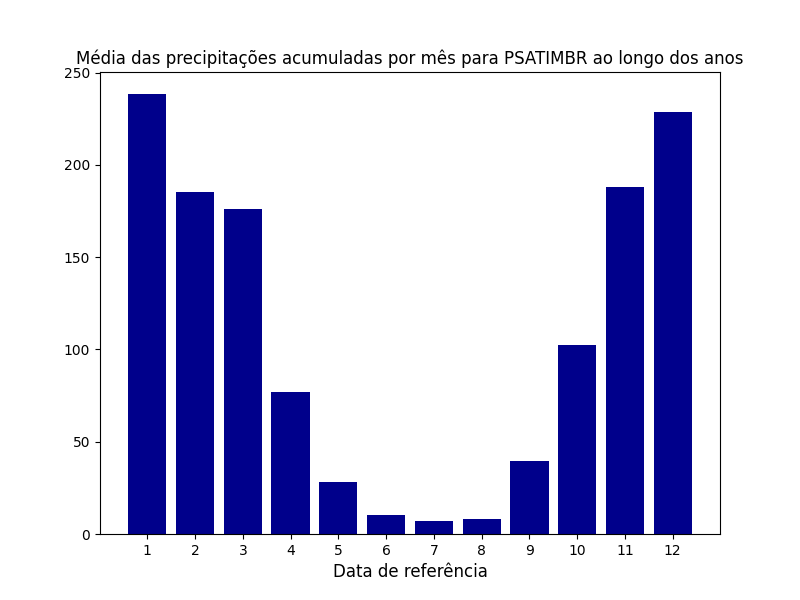 Média das precipitações acumuladas por mês para PSATIMBR ao longo dos anos
250
200
150
100
50
0
1 2 3 4 5 6 7 8 9 10 11 12
Data de referência